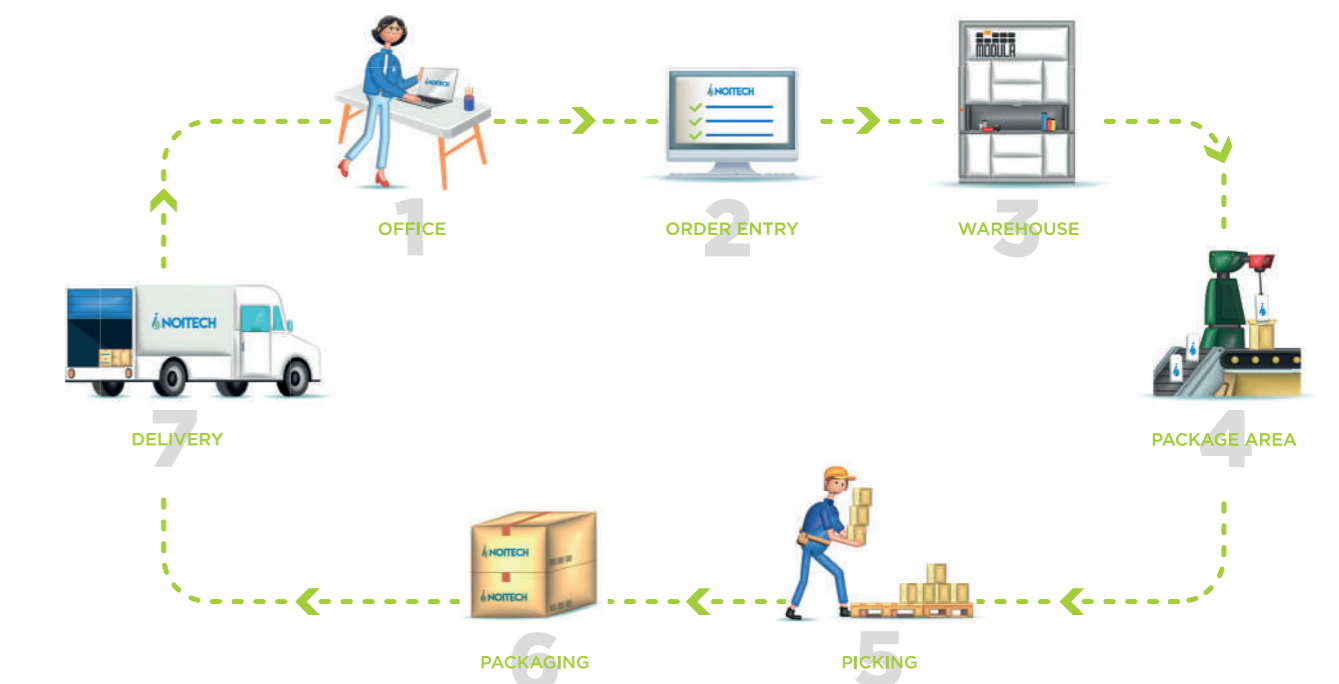 NOITECH
1
OFFICE
NOITECH
2
ORDER ENTRY
MODULA
3
WAREHOUSE
4
PACKAGE AREA
5
PICKING
NOITECH
NOITECH
6
PACKAGING
NOITECH
7
DELIVERY